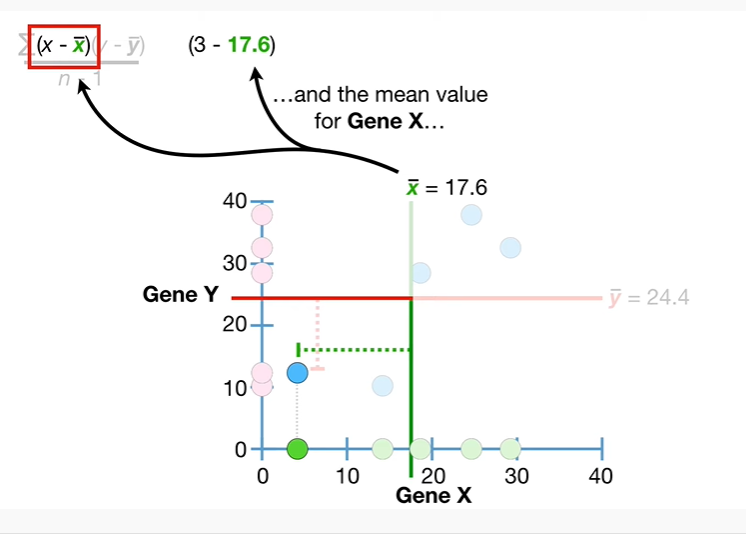 Σ(x - x̄)(y - ȳ)
n - 1
(3 - 17.6)
...and the mean value
for Gene X...
x̄ = 17.6
40
30
Gene Y
ȳ = 24.4
20
10
0
0 10 20 30 40
Gene X